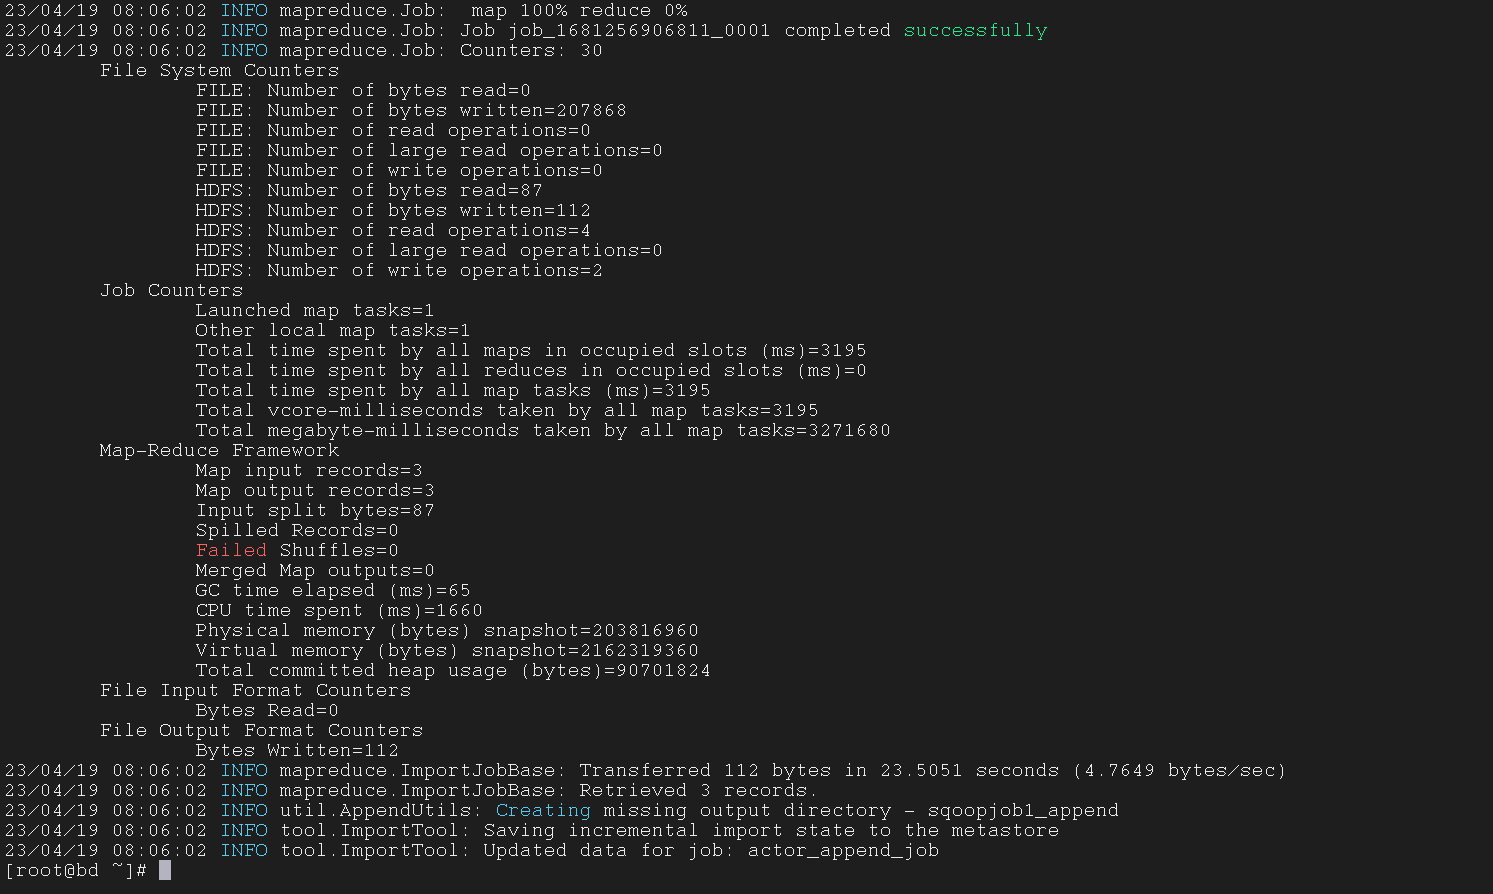 23/04/19 08:06:02 INFO mapreduce.Job:  map 100% reduce 0%
23/04/19 08:06:02 INFO mapreduce.Job: Job job_1681256906811_0001 completed successfully
23/04/19 08:06:02 INFO mapreduce.Job: Counters: 30
File System Counters
FILE: Number of bytes read=0
FILE: Number of bytes written=207868
FILE: Number of read operations=0
FILE: Number of large read operations=0
FILE: Number of write operations=0
HDFS: Number of bytes read=87
HDFS: Number of bytes written=112
HDFS: Number of read operations=4
HDFS: Number of large read operations=0
HDFS: Number of write operations=2
Job Counters
Launched map tasks=1
Other local map tasks=1
Total time spent by all maps in occupied slots (ms)=3195
Total time spent by all reduces in occupied slots (ms)=0
Total time spent by all map tasks (ms)=3195
Total vcore-milliseconds taken by all map tasks=3195
Total megabyte-milliseconds taken by all map tasks=3271680
Map-Reduce Framework
Map input records=3
Map output records=3
Input split bytes=87
Spilled Records=0
Failed Shuffles=0
Merged Map outputs=0
GC time elapsed (ms)=65
CPU time spent (ms)=1660
Physical memory (bytes) snapshot=203816960
Virtual memory (bytes) snapshot=2162319360
Total committed heap usage (bytes)=90701824
File Input Format Counters
Bytes Read=0
File Output Format Counters
Bytes Written=112
23/04/19 08:06:02 INFO mapreduce.ImportJobBase: Transferred 112 bytes in 23.5051 seconds (4.7649 bytes/sec)
23/04/19 08:06:02 INFO mapreduce.ImportJobBase: Retrieved 3 records.
23/04/19 08:06:02 INFO util.AppendUtils: Creating missing output directory - sqoopjob1_append
23/04/19 08:06:02 INFO tool.ImportTool: Saving incremental import state to the metastore
23/04/19 08:06:02 INFO tool.ImportTool: Updated data for job: actor_append_job
[root@bd ~]#